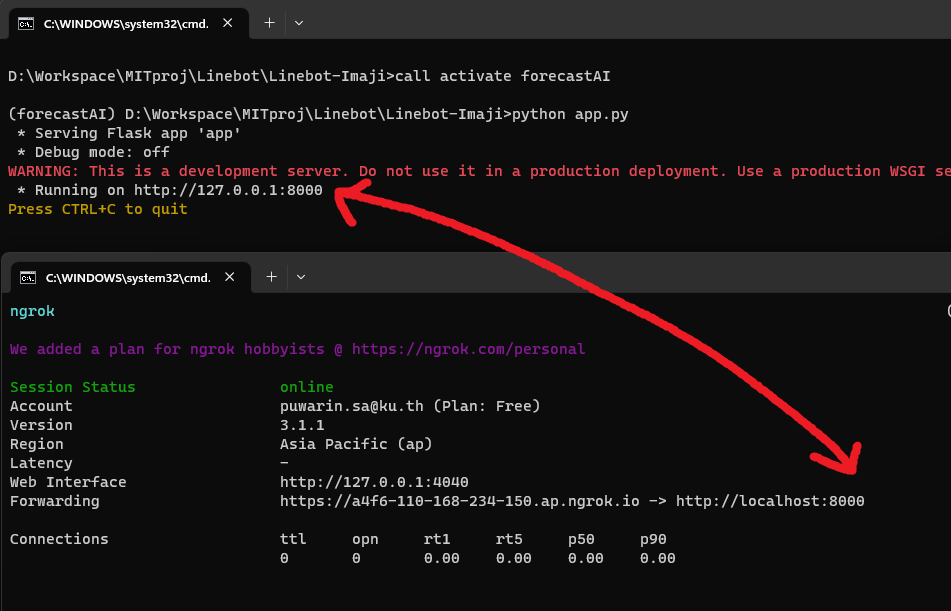 C:\WINDOWS\system32\cmd.
D:\Workspace\MITproj\Linebot\Linebot-Imaji>call activate forecastAI
(forecastAI) D:\Workspace\MITproj\Linebot\Linebot-Imaji>python app.py
* Serving Flask app 'app'
* Debug mode: off
WARNING: This is a development server. Do not use it in a production deployment. Use a production WSGI se
* Running on http://127.0.0.1:8000
Press CTRL+C to quit
C:\WINDOWS\system32\cmd.
ngrok
We added a plan for ngrok hobbyists @ https://ngrok.com/personal
Session Status online
Account puwarin.sa@ku.th (Plan: Free)
Version 3.1.1
Region Asia Pacific (ap)
Latency -
Web Interface http://127.0.0.1:4040
Forwarding https://a4f6-110-168-234-150.ap.ngrok.io -> http://localhost:8000
Connections ttl opn rt1 rt5 p50 p90
0 0 0.00 0.00 0.00 0.00